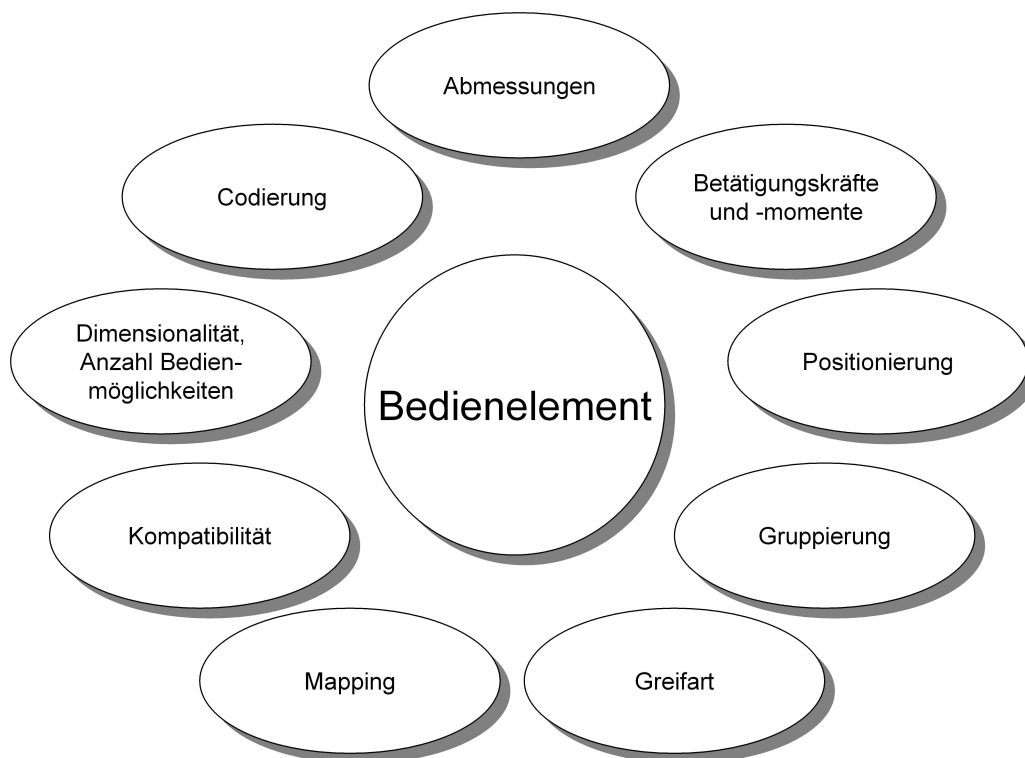 Abmessungen
Codierung
Betätigungskräfte
und -momente
Dimensionalität,
Anzahl Bedien-
möglichkeiten
Positionierung
Bedienelement
Kompatibilität
Gruppierung
Mapping
Greifart